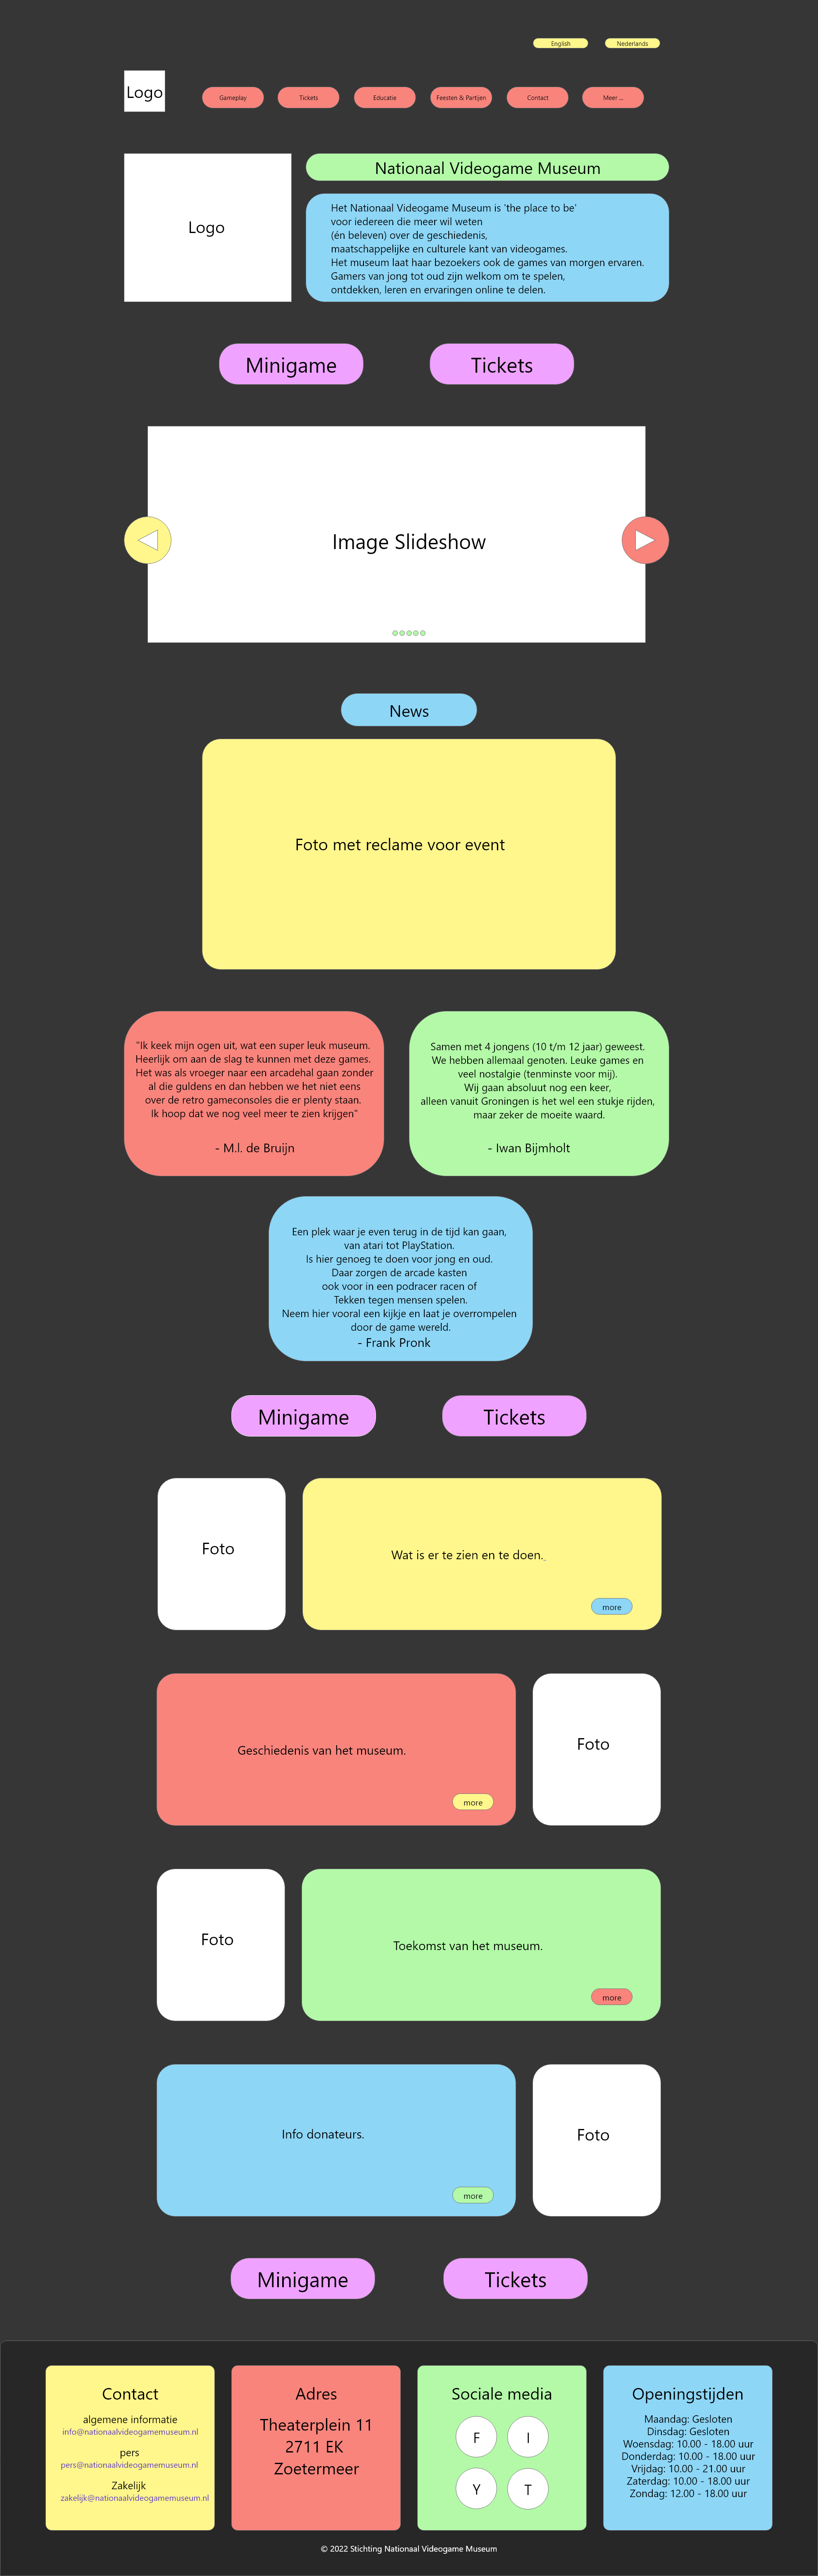 English
Nederlands
Logo
Gameplay
Tickets
Educatie
Feesten & Partijen
Contact
Meer ...
Logo
Nationaal Videogame Museum
Het Nationaal Videogame Museum is 'the place to be'
voor iedereen die meer wil weten
(én beleven) over de geschiedenis,
maatschappelijke en culturele kant van videogames.
Het museum laat haar bezoekers ook de games van morgen ervaren.
Gamers van jong tot oud zijn welkom om te spelen,
ontdekken, leren en ervaringen online te delen.
Minigame
Tickets
Image Slideshow
News
Foto met reclame voor event
"Ik keek mijn ogen uit, wat een super leuk museum.
Heerlijk om aan de slag te kunnen met deze games.
Het was als vroeger naar een arcadehal gaan zonder
al die guldens en dan hebben we het niet eens
over de retro gameconsoles die er plenty staan.
Ik hoop dat we nog veel meer te zien krijgen"
- M.l. de Bruijn
Samen met 4 jongens (10 t/m 12 jaar) geweest.
We hebben allemaal genoten. Leuke games en
veel nostalgie (tenminste voor mij).
Wij gaan absoluut nog een keer,
alleen vanuit Groningen is het wel een stukje rijden,
maar zeker de moeite waard.
- Iwan Bijmholt
Een plek waar je even terug in de tijd kan gaan,
van atari tot PlayStation.
Is hier genoeg te doen voor jong en oud.
Daar zorgen de arcade kasten
ook voor in een podracer racen of
Tekken tegen mensen spelen.
Neem hier vooral een kijkje en laat je overrompelen
door de game wereld.
- Frank Pronk
Minigame
Tickets
Foto
Wat is er te zien en te doen.
more
Geschiedenis van het museum.
more
Foto
Foto
Toekomst van het museum.
more
Info donateurs.
more
Foto
Minigame
Tickets
Contact
algemene informatie
info@nationaalvideogamemuseum.nl
pers
pers@nationaalvideogamemuseum.nl
Zakelijk
zakelijk@nationaalvideogamemuseum.nl
Adres
Theaterplein 11
2711 EK
Zoetermeer
Sociale media
F
I
Y
T
Openingstijden
Maandag: Gesloten
Dinsdag: Gesloten
Woensdag: 10.00 - 18.00 uur
Donderdag: 10.00 - 18.00 uur
Vrijdag: 10.00 - 21.00 uur
Zaterdag: 10.00 - 18.00 uur
Zondag: 12.00 - 18.00 uur
© 2022 Stichting Nationaal Videogame Museum